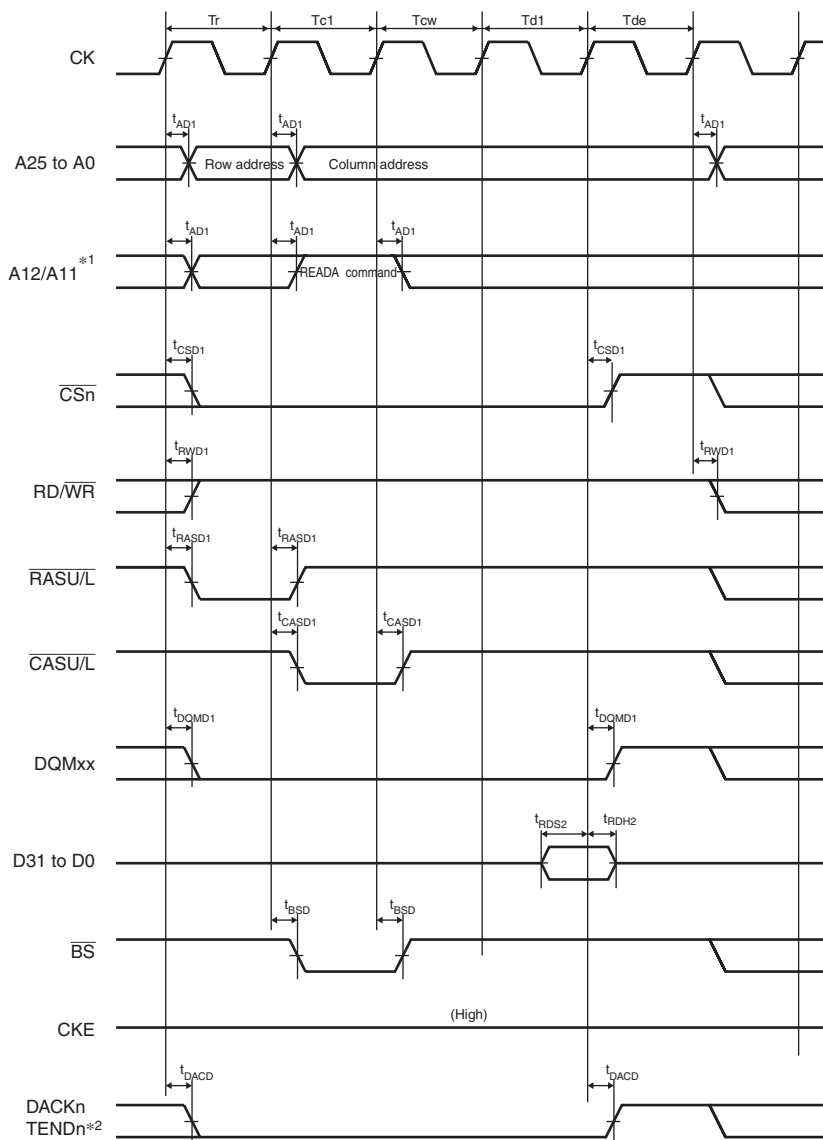 Tr Tc1 Tcw Td1 Tde
CK
tAD1 tAD1 tAD1
A25 to A0 Row address Column address
tAD1 tAD1 tAD1
A12/A11 *1 READA command
tCSD1 tCSD1
CSn
tRWD1 tRWD1
RD/WR
tRASD1 tRASD1
RASU/L
tCASD1 tCASD1
CASU/L
tDQMD1 tDQMD1
DQMxx
tRDS2 tRDH2
D31 to D0
tBSD tBSD
BS
(High)
CKE
tDACD tDACD
DACKn
TENDn*2